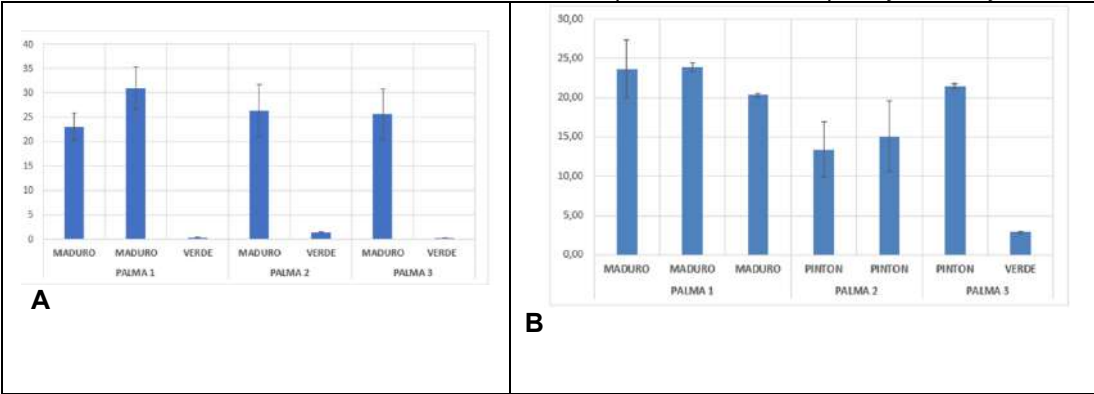 40
35
30
25
20
15
10
5
0
MADURO MADURO VERDE MADURO VERDE MADURO VERDE
PALMA 1 PALMA 2 PALMA 3
A
30,00
25,00
20,00
15,00
10,00
5,00
0,00
MADURO MADURO MADURO PINTON PINTON PINTON VERDE
PALMA 1 PALMA 2 PALMA 3
B